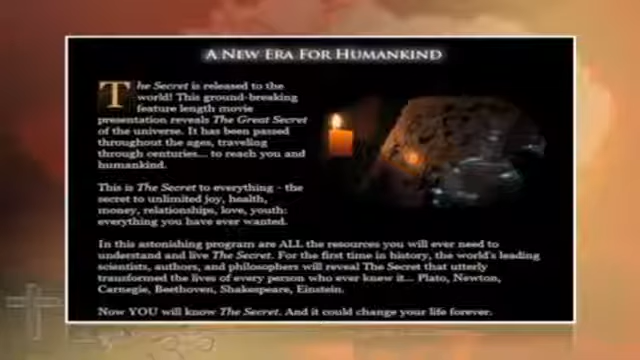 A New Era For Humankind
The Secret is released to the
world! This ground-breaking
feature length movie
presentation reveals The Great Secret
of the universe. It has been passed
throughout the ages, traveling
through centuries... to reach you and
humankind.
This is The Secret to everything - the
secret to unlimited joy, health,
money, relationships, love, youth:
everything you have ever wanted.
In this astonishing program are ALL the resources you will ever need to
understand and live The Secret. For the first time in history, the world's leading
scientists, authors, and philosophers will reveal The Secret that utterly
transformed the lives of every person who ever knew it... Plato, Newton,
Carnegie, Beethoven, Shakespeare, Einstein.
Now YOU will know The Secret. And it could change your life forever.